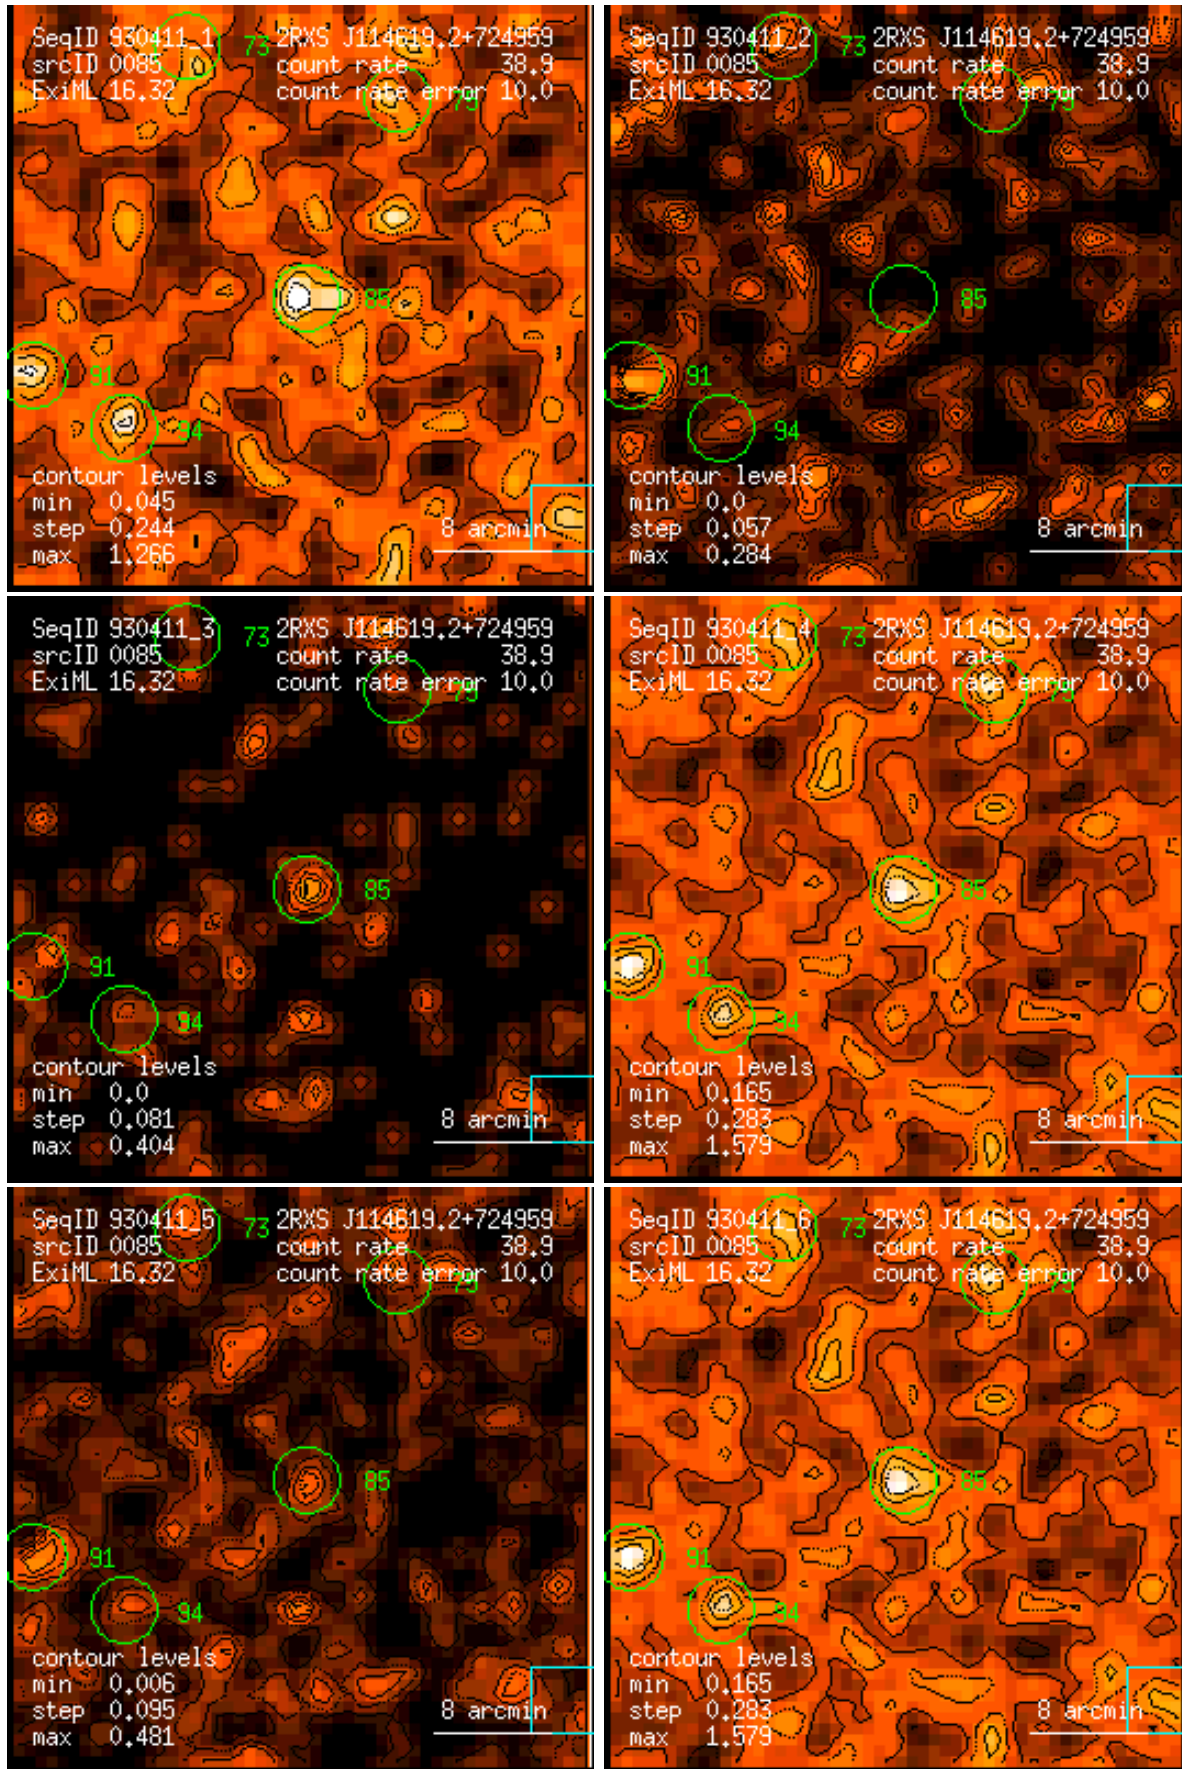 SeqID 930411_1 73 2RXS J114619.2+724959
srcID 0085 count rate 38.9
ExiML 16.32 count rate error 10.0
79
85
91
94
contour levels
min 0.045
step 0.244 8 arcmin
max 1.266
SeqID 930411_2 73 2RXS J114619.2+724959
srcID 0085 count rate 38.9
ExiML 16.32 count rate error 10.0
79
85
91
94
contour levels
min 0.0
step 0.057 8 arcmin
max 0.284
SeqID 930411_3 73 2RXS J114619.2+724959
srcID 0085 count rate 38.9
ExiML 16.32 count rate error 10.0
79
85
91
94
contour levels
min 0.0
step 0.081 8 arcmin
max 0.404
SeqID 930411_4 73 2RXS J114619.2+724959
srcID 0085 count rate 38.9
ExiML 16.32 count rate error 10.0
79
85
91
94
contour levels
min 0.165
step 0.283 8 arcmin
max 1.579
SeqID 930411_5 73 2RXS J114619.2+724959
srcID 0085 count rate 38.9
ExiML 16.32 count rate error 10.0
79
85
91
94
contour levels
min 0.006
step 0.095 8 arcmin
max 0.481
SeqID 930411_6 73 2RXS J114619.2+724959
srcID 0085 count rate 38.9
ExiML 16.32 count rate error 10.0
79
85
91
94
contour levels
min 0.165
step 0.283 8 arcmin
max 1.579